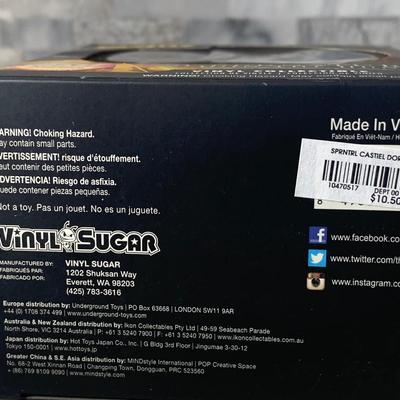 VINYL COLLECTIBLE
WARNING! Choking Hazard.
ay contain small parts.
VERTISSEMENT! risque d'étouffement.
eut contenir des petites pièces.
DVERTENCIA! Riesgo de asfixia.
uede contener piezas pequeñas.
Not a toy. Pas un jouet. No es un juguete.
Made In V
Fabriqué En Viêt-Nam / H
SPRNTRL CASTIEL DOR
10470517
DEPT 00
$10.50
VINYL SUGAR
www.facebook.co
www.twitter.com/th
www.instagram.co
MANUFACTURED BY: VINYL SUGAR
FABRIQUÉ PAR: 1202 Shuksan Way
FABRICADO POR: Everett, WA 98203
(425) 783-3616
Europe distribution by: Underground Toys | PO Box 63668 | LONDON SW11 9AR
+44 (0) 1708 374 499 | www.underground-toys.com
Australia & New Zealand distribution by: Ikon Collectables Pty Ltd | 49-59 Seabeach Parade
North Shore, VIC 3214 Australia | P: +61 3 5240 7900 | F: +61 3 5240 7950 | www.ikoncollectables.com.au
Japan distribution by: Hot Toys Japan Co., Inc. | G Bldg 3rd Floor | Jingumae 3-30-12
Tokyo 150-0001 | www.hottoys.jp
Greater China & S.E. Asia distribution by: MINDstyle International | POP Creative Space
No. 68-2 West Xinnan Road | Changping Town, Dongguan, PRC 523560
+ (86) 769 8109 9090 | www.mindstyle.com